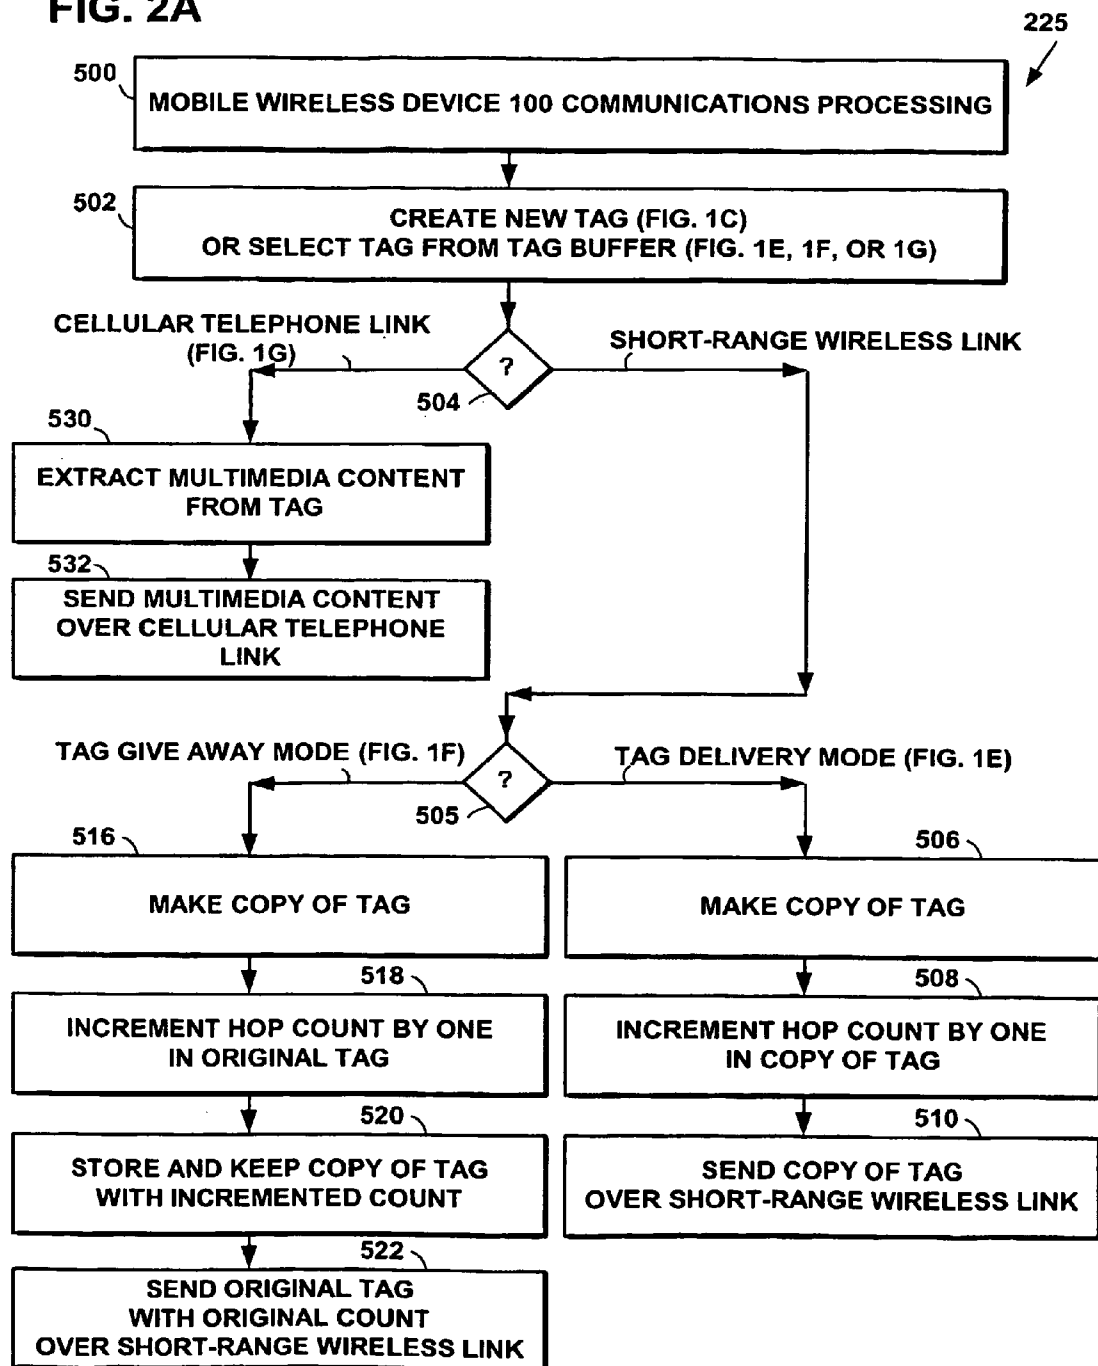 FIG. 2A
225
500
MOBILE WIRELESS DEVICE 100 COMMUNICATIONS PROCESSING
502
CREATE NEW TAG (FIG. 1C)
OR SELECT TAG FROM TAG BUFFER (FIG. 1E, 1F, OR 1G)
CELLULAR TELEPHONE LINK
(FIG. 1G)
SHORT-RANGE WIRELESS LINK
?
504
530
EXTRACT MULTIMEDIA CONTENT
FROM TAG
532
SEND MULTIMEDIA CONTENT
OVER CELLULAR TELEPHONE
LINK
TAG GIVE AWAY MODE (FIG. 1F)
TAG DELIVERY MODE (FIG. 1E)
?
505
516
MAKE COPY OF TAG
506
MAKE COPY OF TAG
518
INCREMENT HOP COUNT BY ONE
IN ORIGINAL TAG
508
INCREMENT HOP COUNT BY ONE
IN COPY OF TAG
520
STORE AND KEEP COPY OF TAG
WITH INCREMENTED COUNT
510
SEND COPY OF TAG
OVER SHORT-RANGE WIRELESS LINK
522
SEND ORIGINAL TAG
WITH ORIGINAL COUNT
OVER SHORT-RANGE WIRELESS LINK